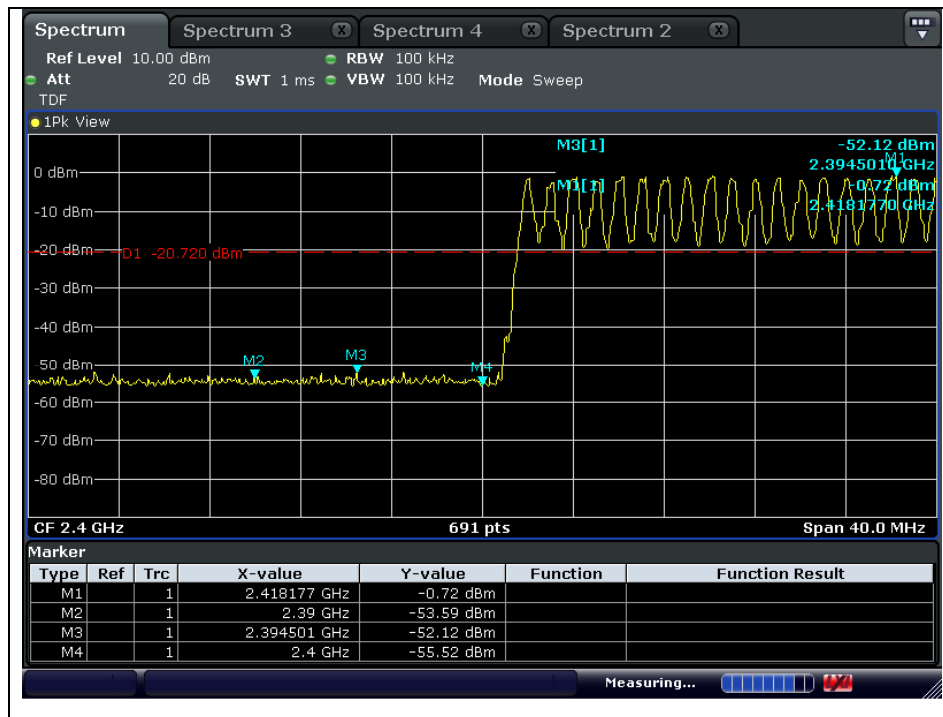 Spectrum Spectrum 3 Spectrum 4 Spectrum 2
Ref Level 10.00 dBm RBW 100 kHz
Att 20 dB SWT 1 ms VBW 100 kHz Mode Sweep
TDF
1Pk View
M3[1] -52.12 dBm
2.3945010 GHz
M1
0 dBm
M1[1] -0.72 dBm
2.4181770 GHz
-10 dBm
-20 dBm
D1 -20.720 dBm
-30 dBm
-40 dBm
-50 dBm
M2 M3 M4
-60 dBm
-70 dBm
-80 dBm
CF 2.4 GHz 691 pts Span 40.0 MHz
Marker
Type Ref Trc X-value Y-value Function Function Result
M1 1 2.418177 GHz -0.72 dBm
M2 1 2.39 GHz -53.59 dBm
M3 1 2.394501 GHz -52.12 dBm
M4 1 2.4 GHz -55.52 dBm
Measuring...